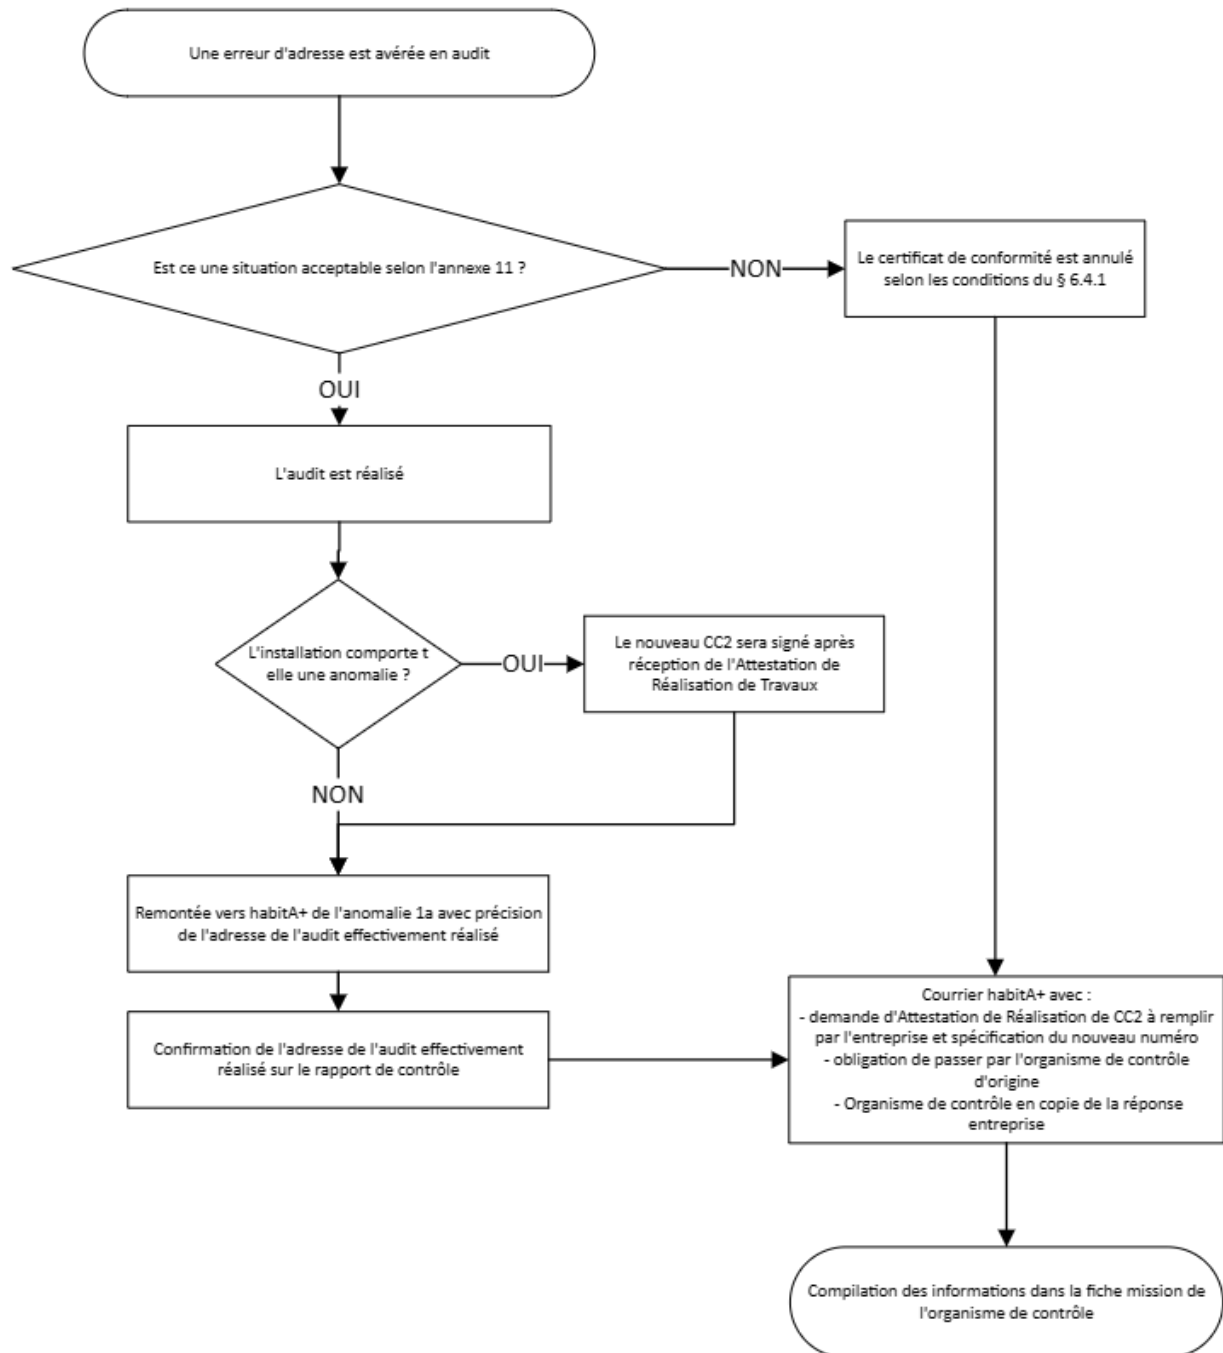 Une erreur d'adresse est avérée en audit
Est ce une situation acceptable selon l'annexe 11 ?
NON
Le certificat de conformité est annulé
selon les conditions du § 6.4.1
OUI
L'audit est réalisé
L'installation comporte t
elle une anomalie ?
OUI
Le nouveau CC2 sera signé après
réception de l'Attestation de
Réalisation de Travaux
NON
Remontée vers habitA+ de l'anomalie 1a avec précision
de l'adresse de l'audit effectivement réalisé
Confirmation de l'adresse de l'audit effectivement
réalisé sur le rapport de contrôle
Courrier habitA+ avec :
- demande d'Attestation de Réalisation de CC2 à remplir
par l'entreprise et spécification du nouveau numéro
- obligation de passer par l'organisme de contrôle
d'origine
- Organisme de contrôle en copie de la réponse
entreprise
Compilation des informations dans la fiche mission de
l'organisme de contrôle